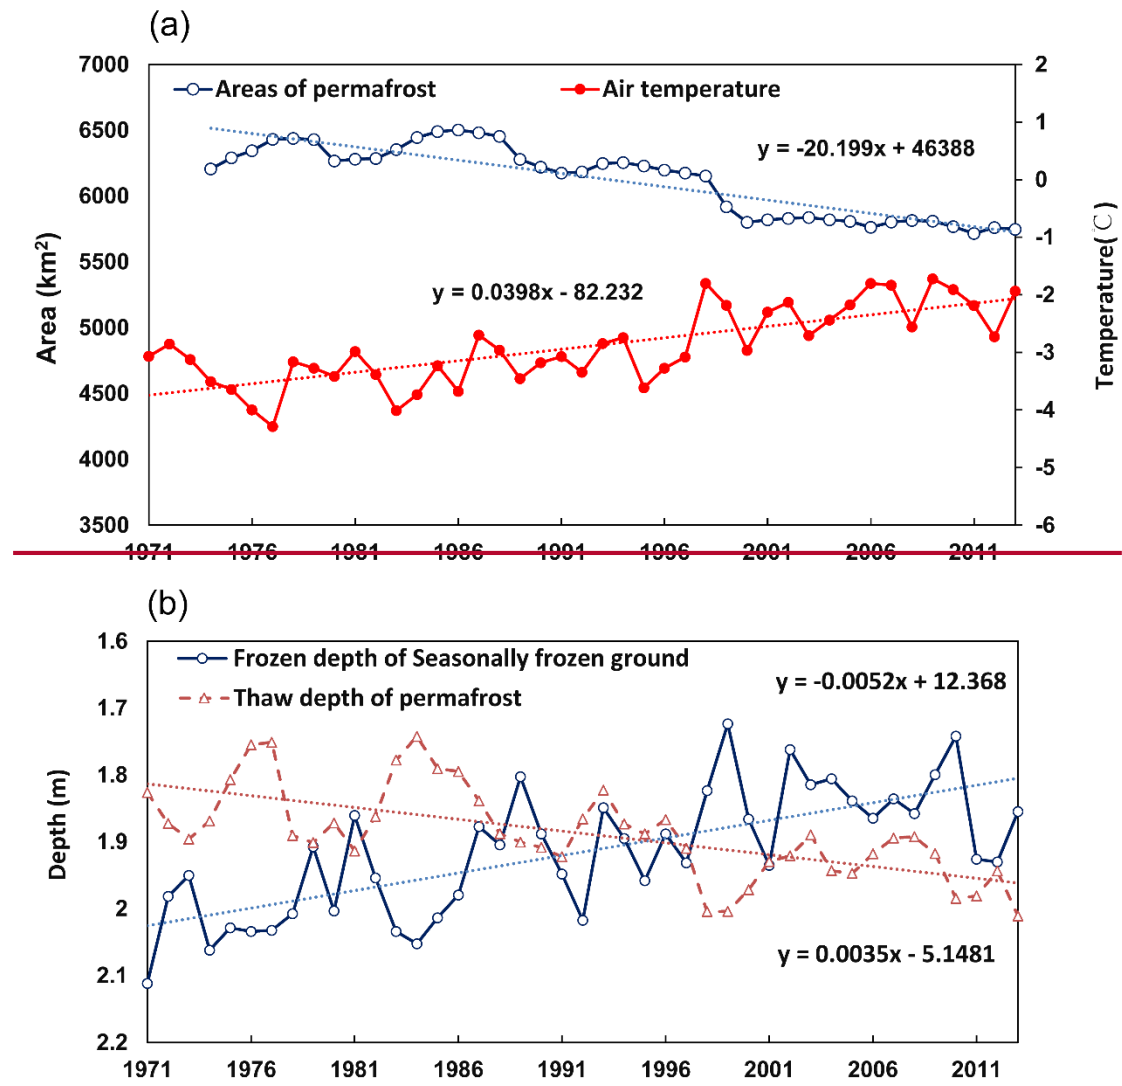 (a)
7000
6500
6000
5500
5000
4500
4000
3500
Area (km²)
Areas of permafrost
Air temperature
y = -20.199x + 46388
y = 0.0398x - 82.232
2
1
0
-1
-2
-3
-4
-5
-6
Temperature(℃)
1971 1976 1981 1986 1991 1996 2001 2006 2011
(b)
1.6
1.7
1.8
1.9
2
2.1
2.2
Depth (m)
Frozen depth of Seasonally frozen ground
Thaw depth of permafrost
y = -0.0052x + 12.368
y = 0.0035x - 5.1481
1971 1976 1981 1986 1991 1996 2001 2006 2011